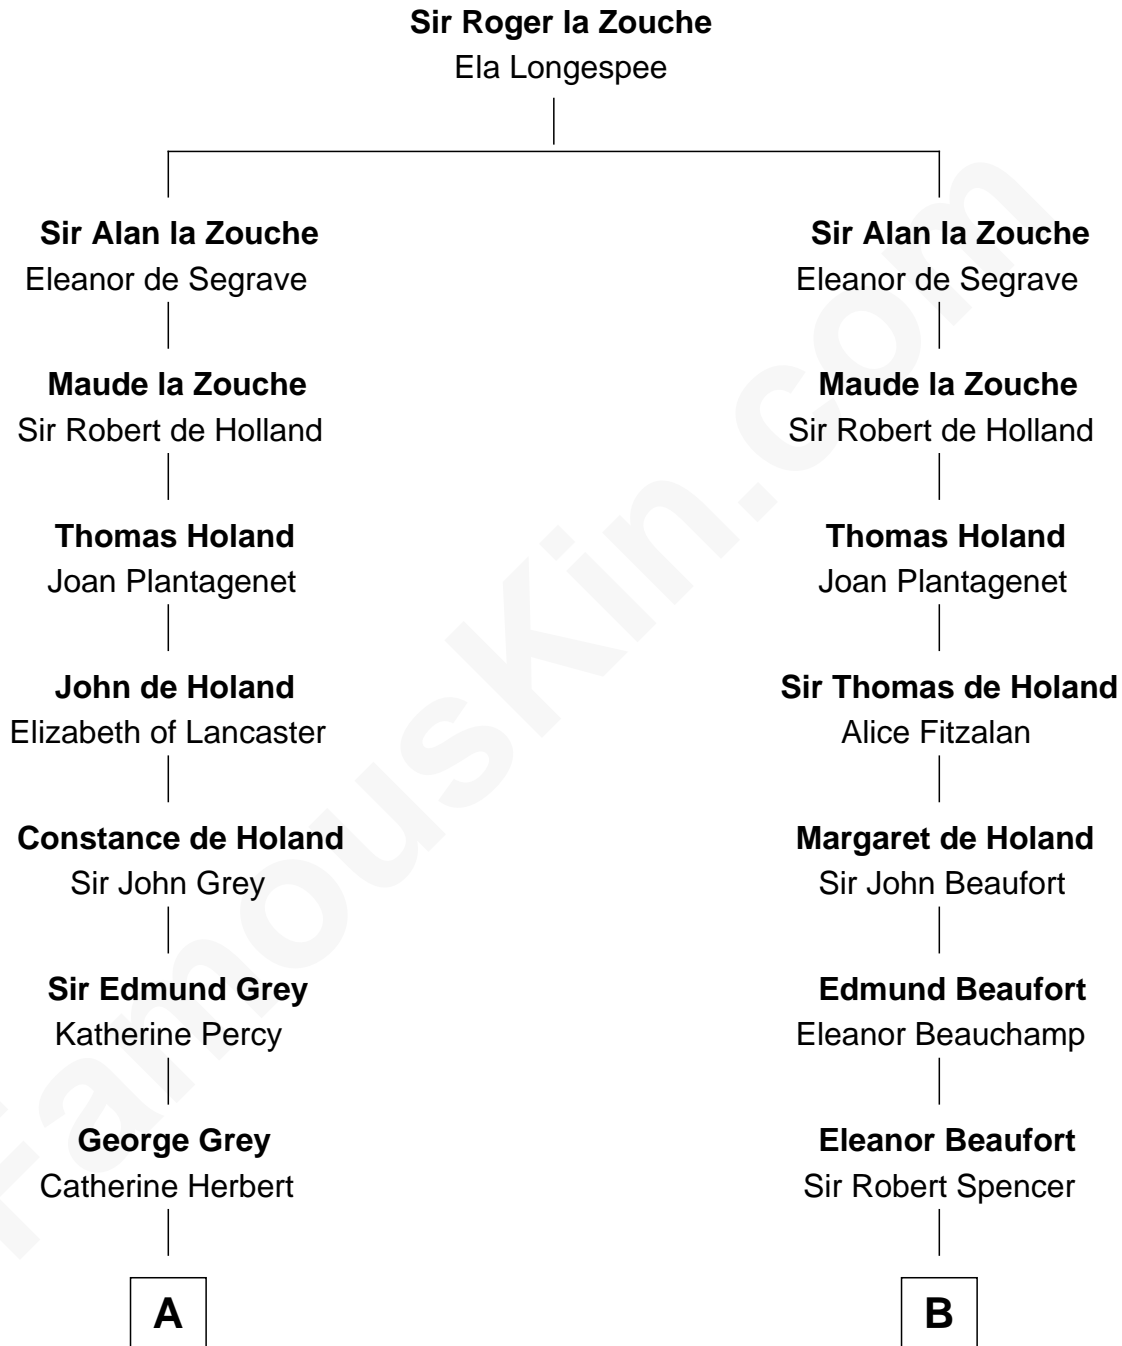 Sir Roger la Zouche
Ela Longespee
Sir Alan la Zouche
Eleanor de Segrave
Sir Alan la Zouche
Eleanor de Segrave
Maude la Zouche
Sir Robert de Holland
Maude la Zouche
Sir Robert de Holland
Thomas Holand
Joan Plantagenet
Thomas Holand
Joan Plantagenet
John de Holand
Elizabeth of Lancaster
Sir Thomas de Holand
Alice Fitzalan
Constance de Holand
Sir John Grey
Margaret de Holand
Sir John Beaufort
Sir Edmund Grey
Katherine Percy
Edmund Beaufort
Eleanor Beauchamp
George Grey
Catherine Herbert
Eleanor Beaufort
Sir Robert Spencer
A
B
FamousKin.com